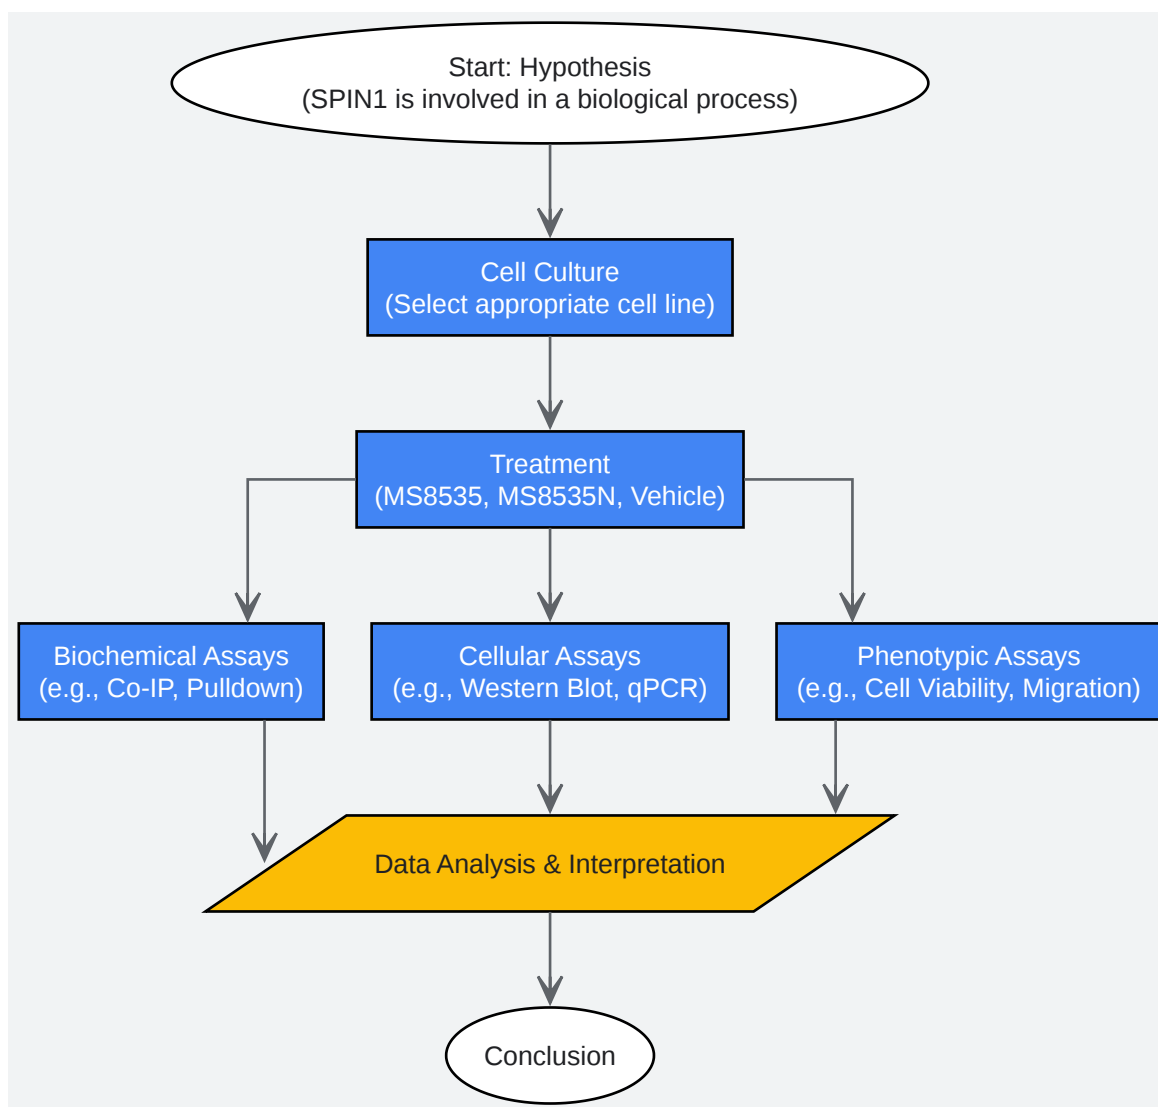 Start: Hypothesis
(SPIN1 is involved in a biological process)
Cell Culture
(Select appropriate cell line)
Treatment
(MS8535, MS8535N, Vehicle)
Biochemical Assays
(e.g., Co-IP, Pulldown)
Cellular Assays
(e.g., Western Blot, qPCR)
Phenotypic Assays
(e.g., Cell Viability, Migration)
Data Analysis & Interpretation
Conclusion